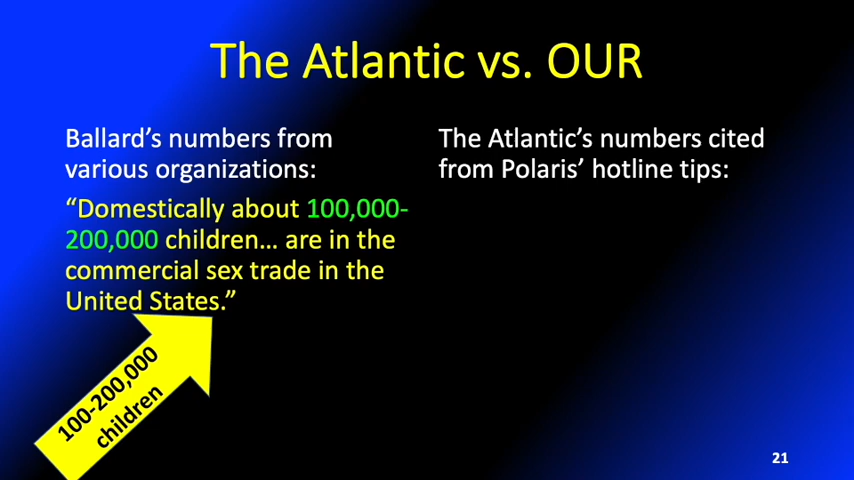 The Atlantic vs. OUR
Ballard’s numbers from
various organizations:
“Domestically about 100,000-
200,000 children… are in the
commercial sex trade in the
United States.”
The Atlantic’s numbers cited
from Polaris’ hotline tips:
100-200,000
children
21